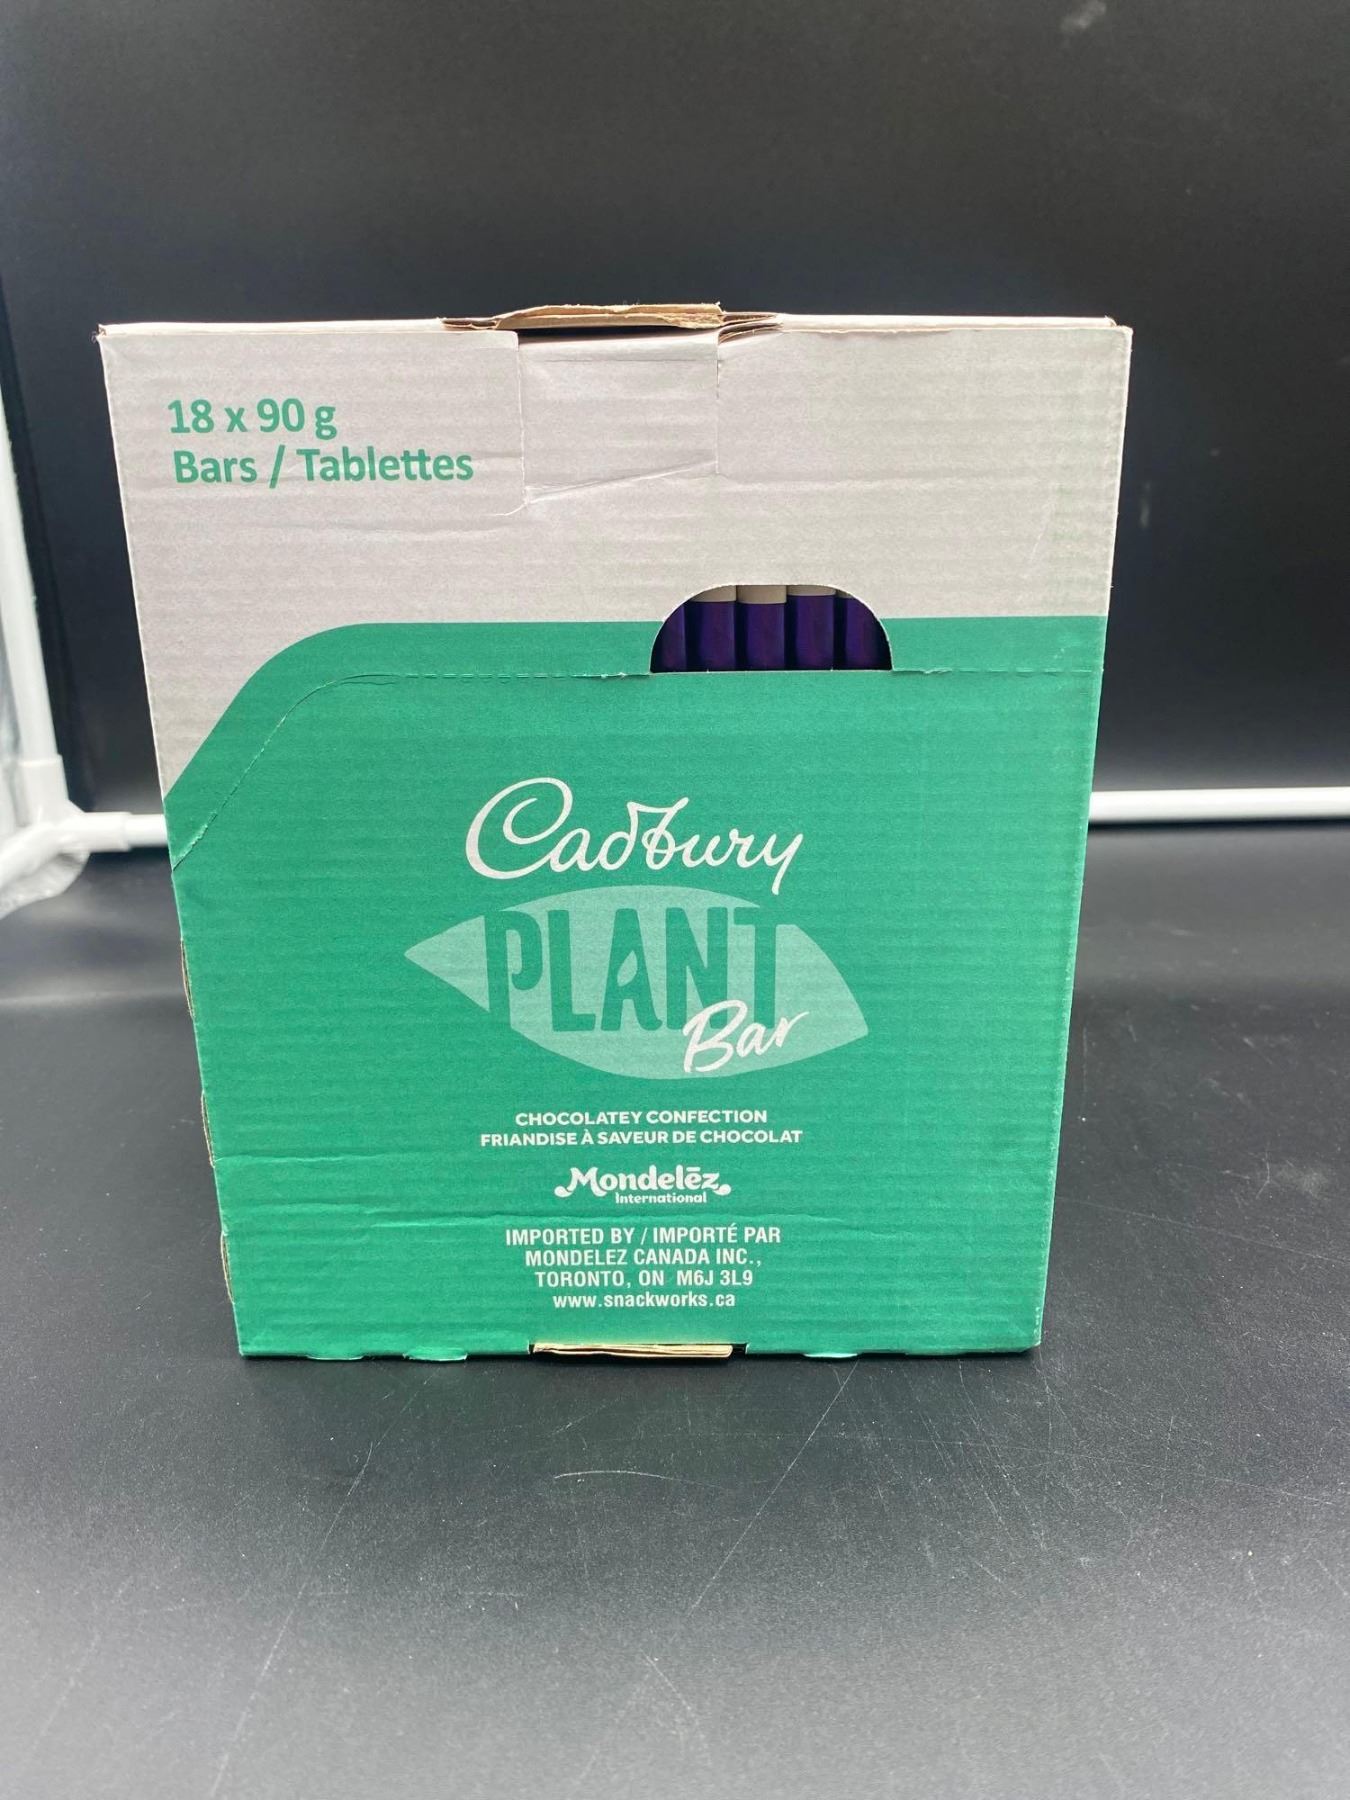 18 x 90 g
Bars / Tablettes
Cadbury
PLANT
Bar
CHOCOLATEY CONFECTION
FRIANDISE À SAVEUR DE CHOCOLAT
Mondelēz
International
IMPORTED BY / IMPORTÉ PAR
MONDELEZ CANADA INC.,
TORONTO, ON M6J 3L9
www.snackworks.ca